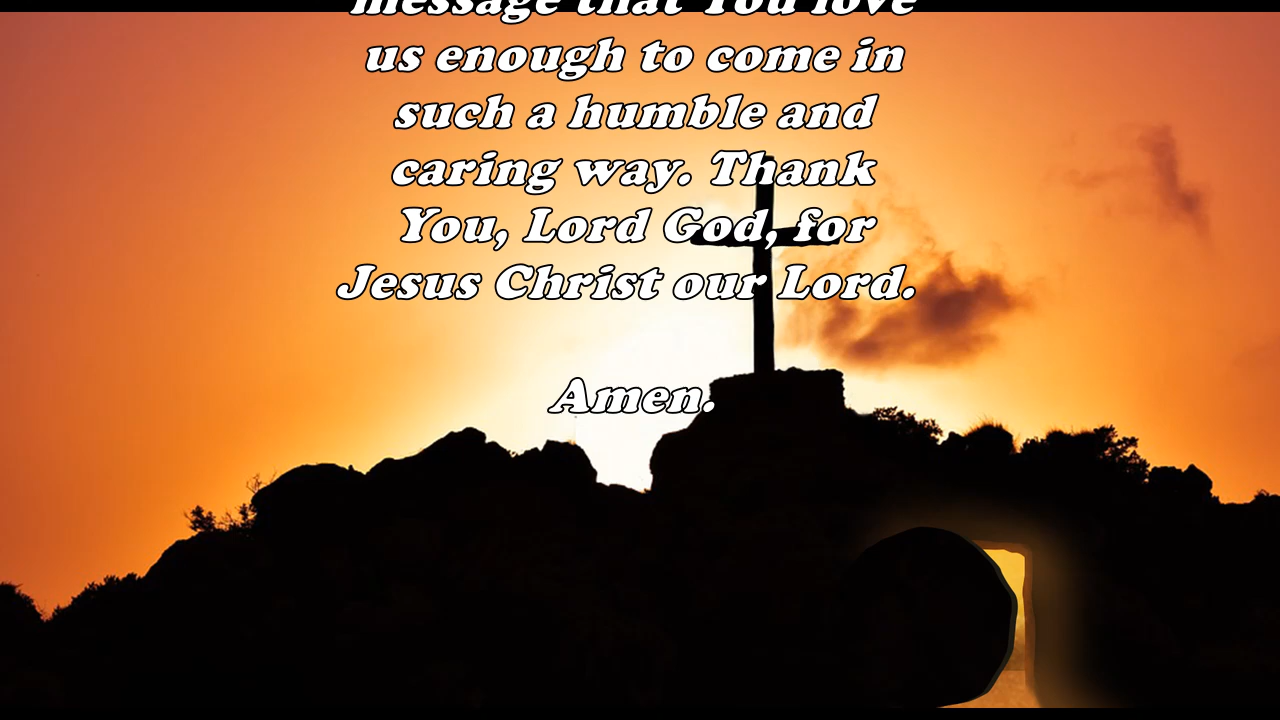 message that You love
us enough to come in
such a humble and
caring way. Thank
You, Lord God, for
Jesus Christ our Lord.
Amen.